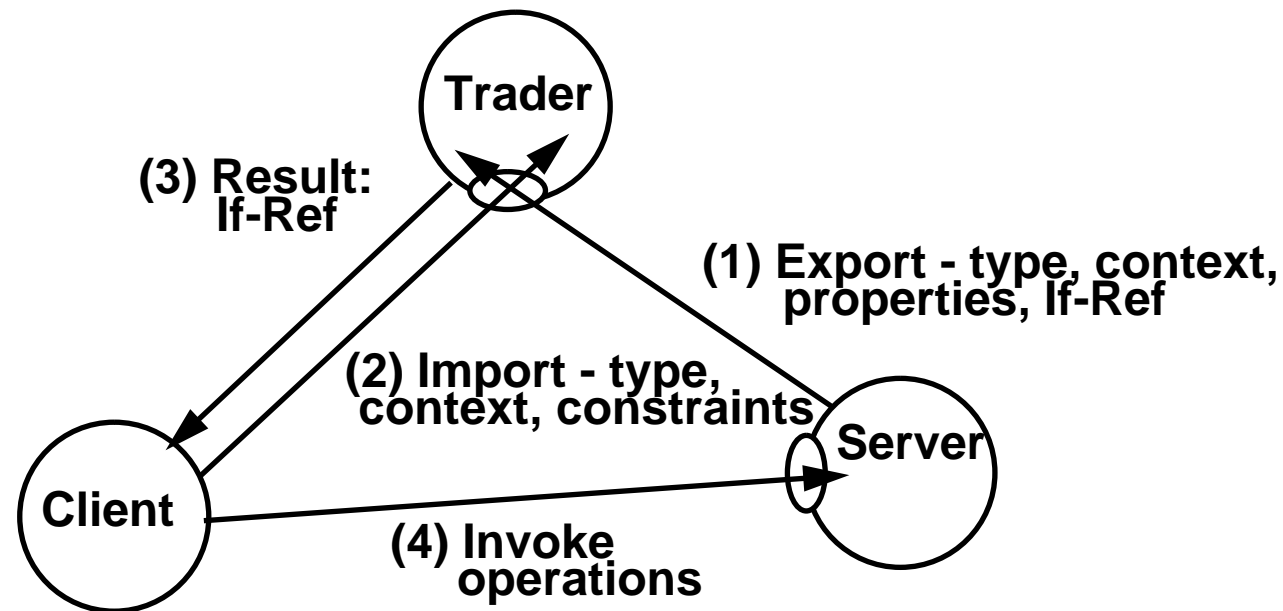 Trader
(3) Result:
If-Ref
(1) Export - type, context,
properties, If-Ref
(2) Import - type,
context, constraints
Server
Client
(4) Invoke
operations